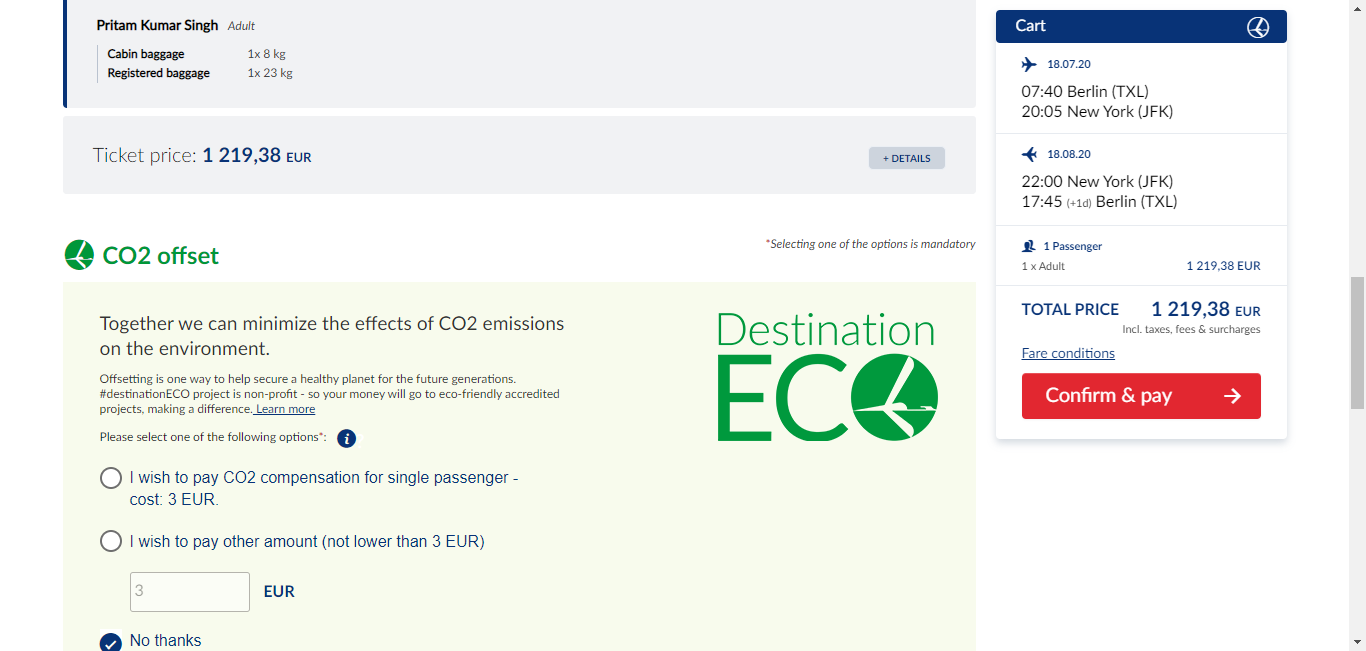 Pritam Kumar Singh Adult
Cabin baggage 1x 8 kg
Registered baggage 1x 23 kg
Ticket price: 1 219,38 EUR
+ DETAILS
CO2 offset
*Selecting one of the options is mandatory
Together we can minimize the effects of CO2 emissions
on the environment.
Offsetting is one way to help secure a healthy planet for the future generations.
#destinationECO project is non-profit - so your money will go to eco-friendly accredited
projects, making a difference. Learn more
Please select one of the following options*: i
I wish to pay CO2 compensation for single passenger -
cost: 3 EUR.
I wish to pay other amount (not lower than 3 EUR)
3 EUR
No thanks
Destination
ECO
Cart
18.07.20
07:40 Berlin (TXL)
20:05 New York (JFK)
18.08.20
22:00 New York (JFK)
17:45 (+1d) Berlin (TXL)
1 Passenger
1 x Adult 1 219,38 EUR
TOTAL PRICE 1 219,38 EUR
Incl. taxes, fees & surcharges
Fare conditions
Confirm & pay